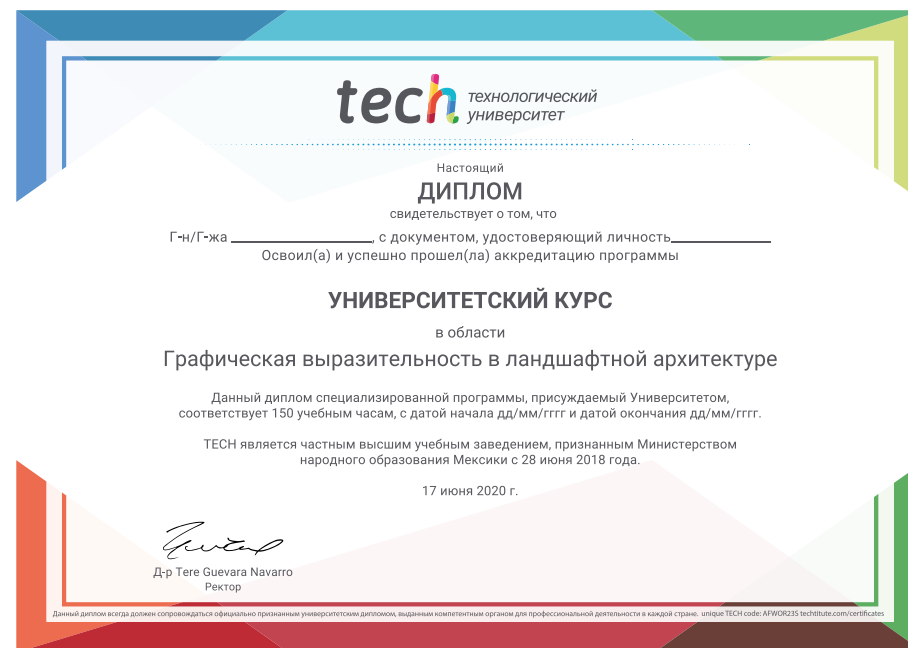 tech технологический
университет
Настоящий
ДИПЛОМ
свидетельствует о том, что
Г-н/Г-жа , с документом, удостоверяющий личность
Освоил(а) и успешно прошел(ла) аккредитацию программы
УНИВЕРСИТЕТСКИЙ КУРС
в области
Графическая выразительность в ландшафтной архитектуре
Данный диплом специализированной программы, присуждаемый Университетом,
соответствует 150 учебным часам, с датой начала дд/мм/гггг и датой окончания дд/мм/гггг.
TECH является частным высшим учебным заведением, признанным Министерством
народного образования Мексики с 28 июня 2018 года.
17 июня 2020 г.
Д-р Tere Guevara Navarro
Ректор
Данный диплом всегда должен сопровождаться официально признанным университетским дипломом, выданным компетентным органом для профессиональной деятельности в каждой стране. unique TECH code: AFWOR23S techtitute.com/certificates